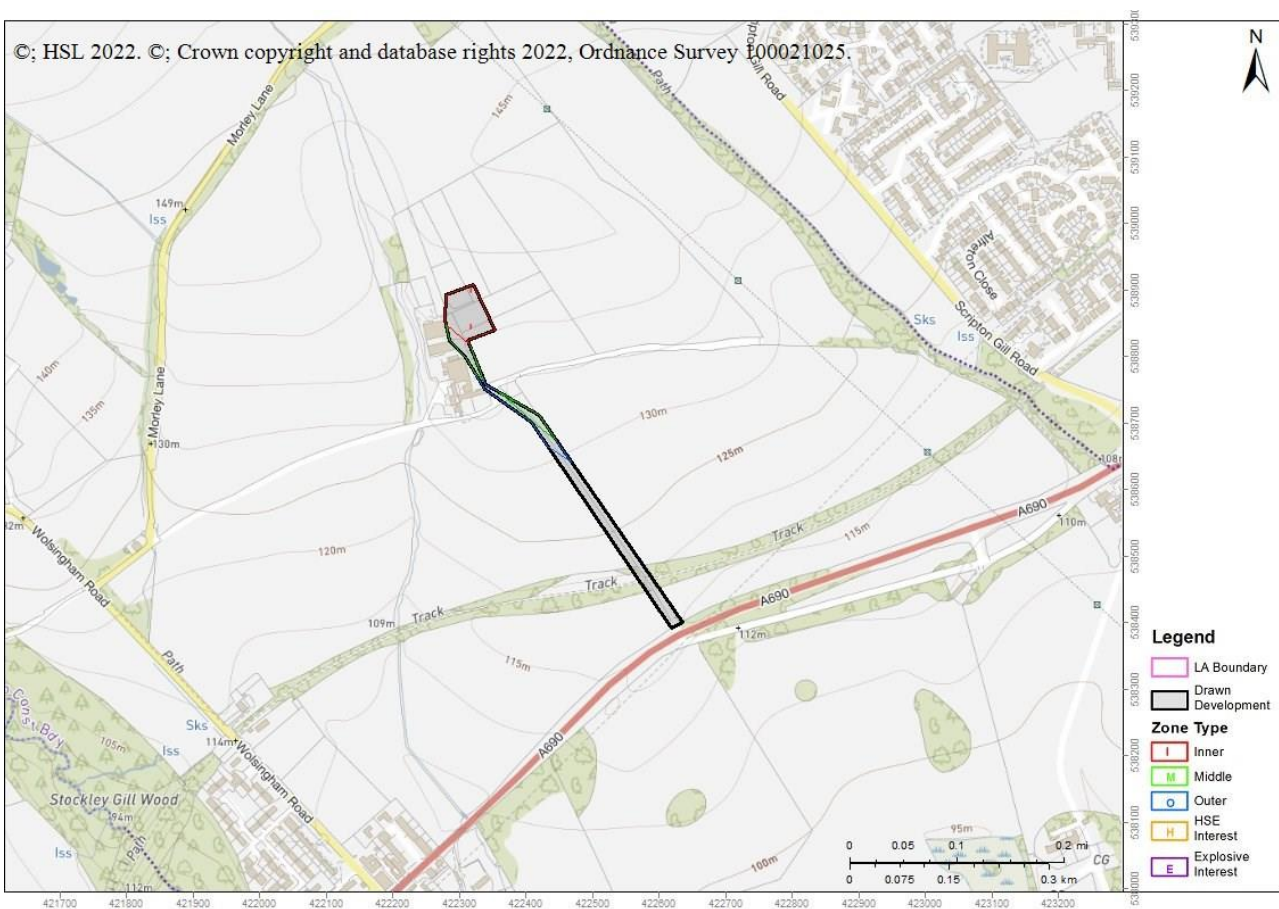 ©; HSL 2022. ©; Crown copyright and database rights 2022, Ordnance Survey 100021025.
N
Morley Lane
Path
Gill Road
145m
149m
Iss
Alfreton Close
Sks
Iss
Scripton Gill Road
140m
135m
Morley Lane
130m
130m
125m
A690
110m
Track
115m
120m
Wolsingham Road
Track
A690
Track
109m
112m
115m
Path
Const Bdy
105m
Sks
114m
Iss
Wolsingham Road
A690
Stockley Gill Wood
94m
Path
Iss
112m
95m
100m
CG
0 0.05 0.1 0.2 mi
0 0.075 0.15 0.3 km
Legend
LA Boundary
Drawn
Development
Zone Type
I Inner
M Middle
O Outer
H HSE
Interest
E Explosive
Interest
539300
539200
539100
539000
538900
538800
538700
538600
538500
538400
538300
538200
538100
538000
421700 421800 421900 422000 422100 422200 422300 422400 422500 422600 422700 422800 422900 423000 423100 423200